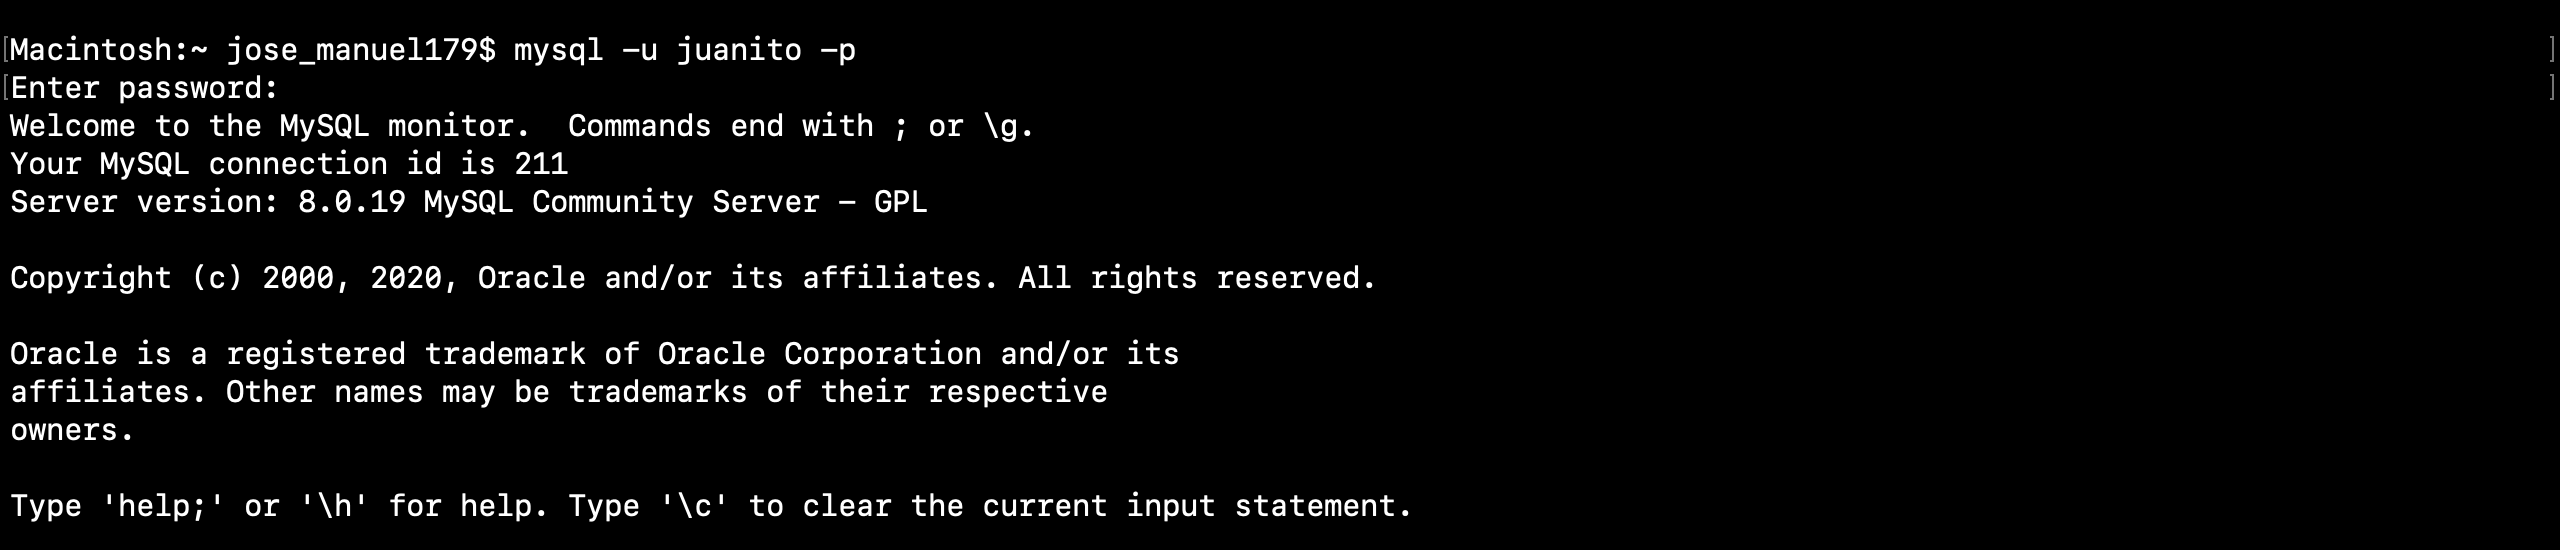 [Macintosh:~ jose_manuel179$ mysql -u juanito -p ]
[Enter password: ]
Welcome to the MySQL monitor.  Commands end with ; or \g.
Your MySQL connection id is 211
Server version: 8.0.19 MySQL Community Server - GPL
Copyright (c) 2000, 2020, Oracle and/or its affiliates. All rights reserved.
Oracle is a registered trademark of Oracle Corporation and/or its
affiliates. Other names may be trademarks of their respective
owners.
Type 'help;' or '\h' for help. Type '\c' to clear the current input statement.